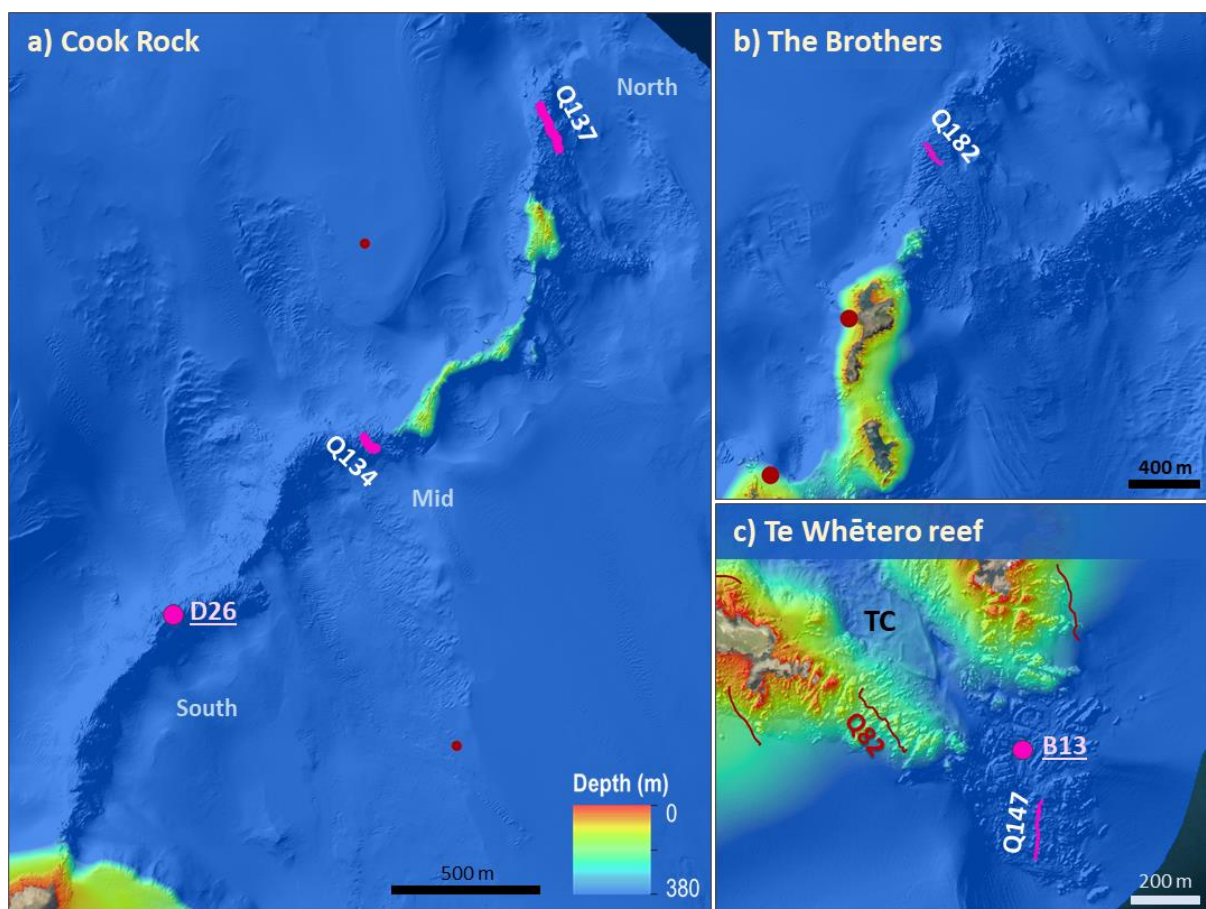 a) Cook Rock
North
Q137
Q134
Mid
D26
South
Depth (m)
0
380
500 m
b) The Brothers
Q182
400 m
c) Te Whētero reef
TC
Q82
B13
Q147
200 m